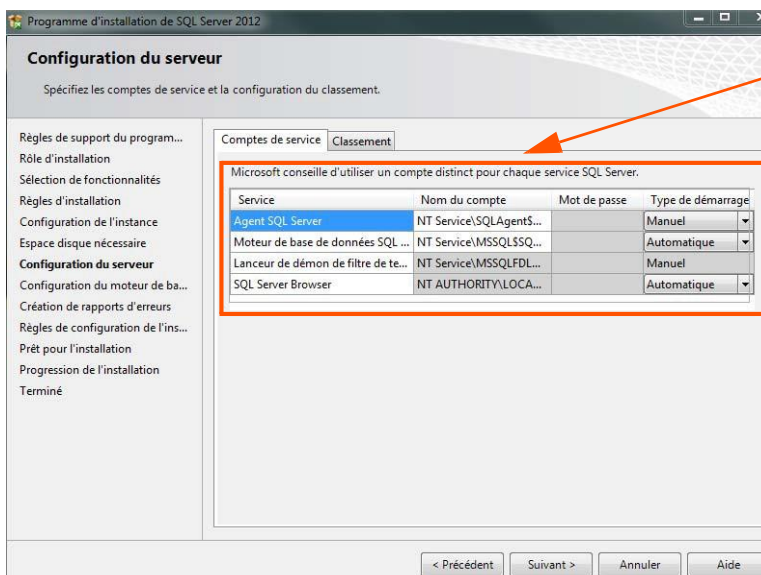 Programme d'installation de SQL Server 2012
Configuration du serveur
Spécifiez les comptes de service et la configuration du classement.
Règles de support du program...
Rôle d'installation
Sélection de fonctionnalités
Règles d'installation
Configuration de l'instance
Espace disque nécessaire
Configuration du serveur
Configuration du moteur de ba...
Création de rapports d'erreurs
Règles de configuration de l'ins...
Prêt pour l'installation
Progression de l'installation
Terminé
Comptes de service Classement
Microsoft conseille d'utiliser un compte distinct pour chaque service SQL Server.
Service Nom du compte Mot de passe Type de démarrage
Agent SQL Server NT Service\SQLAgent$... Manuel
Moteur de base de données SQL ... NT Service\MSSQL$SQ... Automatique
Lanceur de démon de filtre de te... NT Service\MSSQLFDL... Manuel
SQL Server Browser NT AUTHORITY\LOCA... Automatique
< Précédent Suivant > Annuler Aide